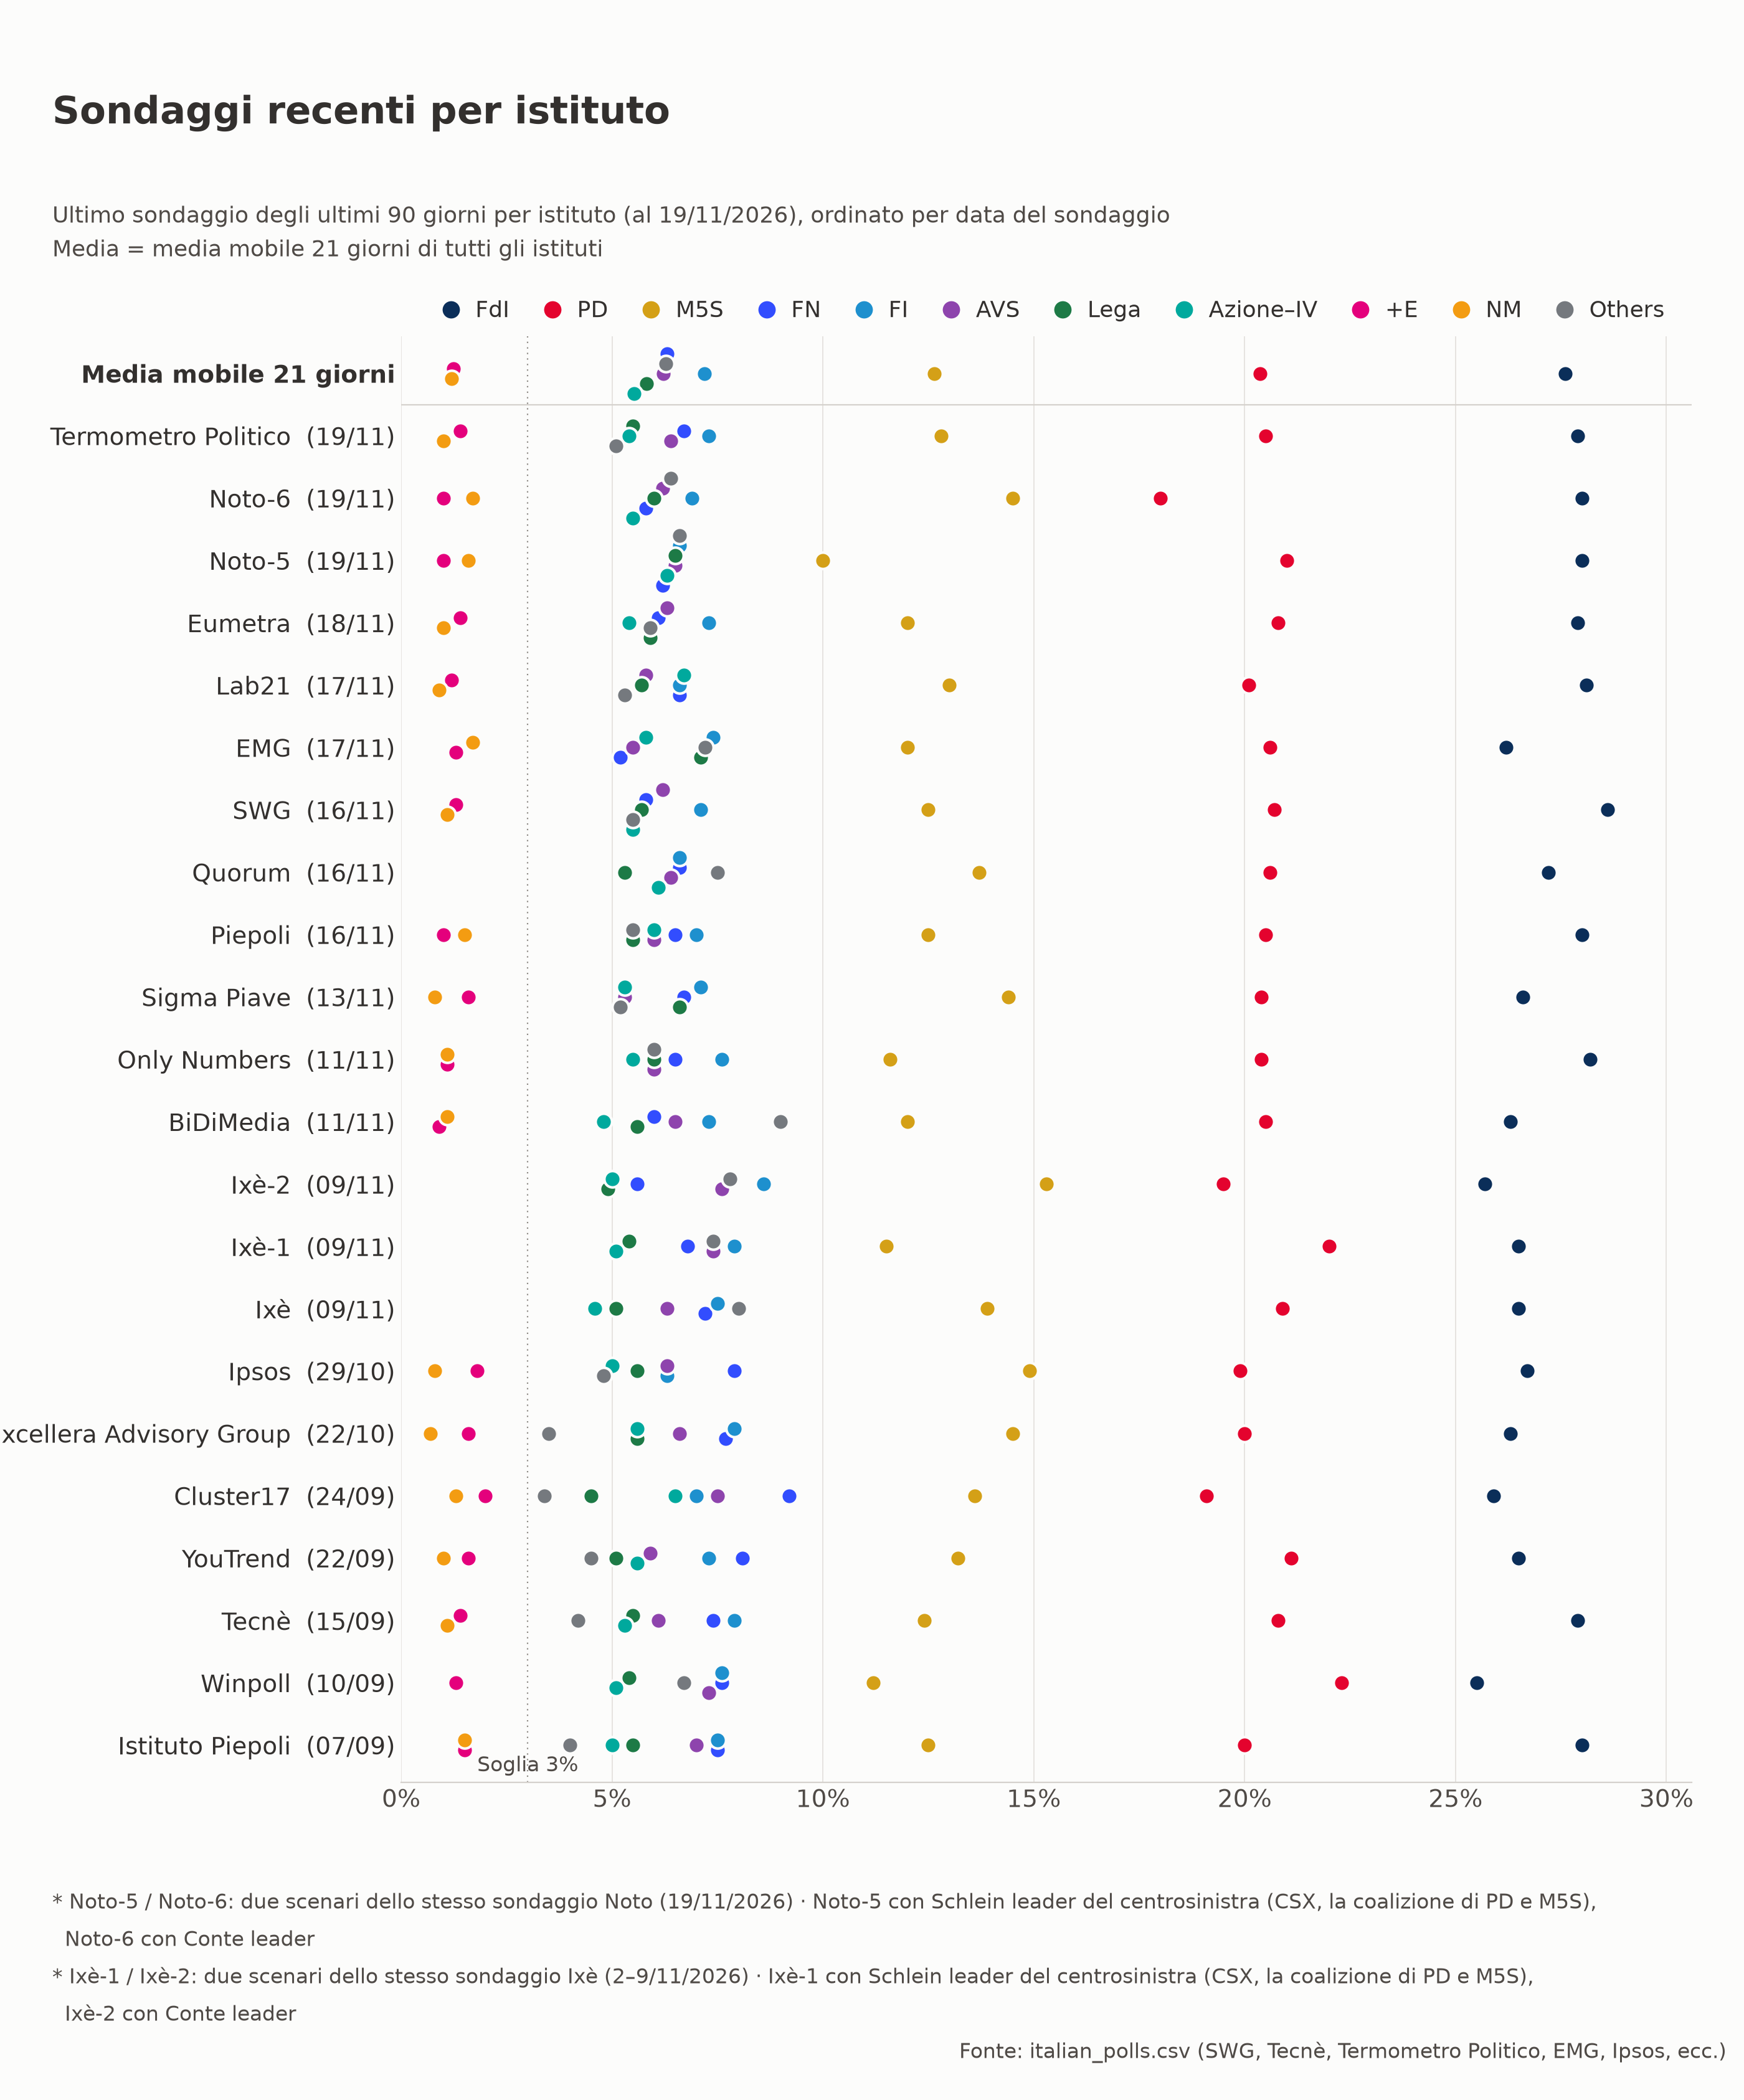 Sondaggi recenti per istituto
Ultimo sondaggio degli ultimi 90 giorni per istituto (al 19/11/2026), ordinato per data del sondaggio
Media = media mobile 21 giorni di tutti gli istituti
FdI PD M5S FN FI AVS Lega Azione–IV +E NM Others
Media mobile 21 giorni
Termometro Politico (19/11)
Noto-6 (19/11)
Noto-5 (19/11)
Eumetra (18/11)
Lab21 (17/11)
EMG (17/11)
SWG (16/11)
Quorum (16/11)
Piepoli (16/11)
Sigma Piave (13/11)
Only Numbers (11/11)
BiDiMedia (11/11)
Ixè-2 (09/11)
Ixè-1 (09/11)
Ixè (09/11)
Ipsos (29/10)
xcellera Advisory Group (22/10)
Cluster17 (24/09)
YouTrend (22/09)
Tecnè (15/09)
Winpoll (10/09)
Istituto Piepoli (07/09)
Soglia 3%
0% 5% 10% 15% 20% 25% 30%
* Noto-5 / Noto-6: due scenari dello stesso sondaggio Noto (19/11/2026) · Noto-5 con Schlein leader del centrosinistra (CSX, la coalizione di PD e M5S),
Noto-6 con Conte leader
* Ixè-1 / Ixè-2: due scenari dello stesso sondaggio Ixè (2–9/11/2026) · Ixè-1 con Schlein leader del centrosinistra (CSX, la coalizione di PD e M5S),
Ixè-2 con Conte leader
Fonte: italian_polls.csv (SWG, Tecnè, Termometro Politico, EMG, Ipsos, ecc.)